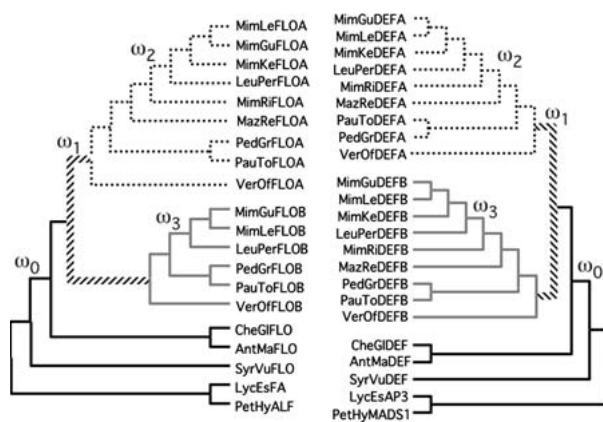 MimLeFLOA
MimGuFLOA
ω2
MimKeFLOA
LeuPerFLOA
MimRiFLOA
MazReFLOA
ω1
PedGrFLOA
PauToFLOA
VerOfFLOA
MimGuFLOB
ω3
MimLeFLOB
LeuPerFLOB
PedGrFLOB
ω0
PauToFLOB
VerOfFLOB
CheGlFLO
AntMaFLO
SyrVuFLO
LycEsFA
PetHyALF
MimGuDEFA
MimLeDEFA
MimKeDEFA
ω2
LeuPerDEFA
MimRiDEFA
MazReDEFA
ω1
PauToDEFA
PedGrDEFA
VerOfDEFA
MimGuDEFB
MimLeDEFB
MimKeDEFB
ω3
LeuPerDEFB
MimRiDEFB
MazReDEFB
ω0
PedGrDEFB
PauToDEFB
VerOfDEFB
CheGlDEF
AntMaDEF
SyrVuDEF
LycEsAP3
PetHyMADS1